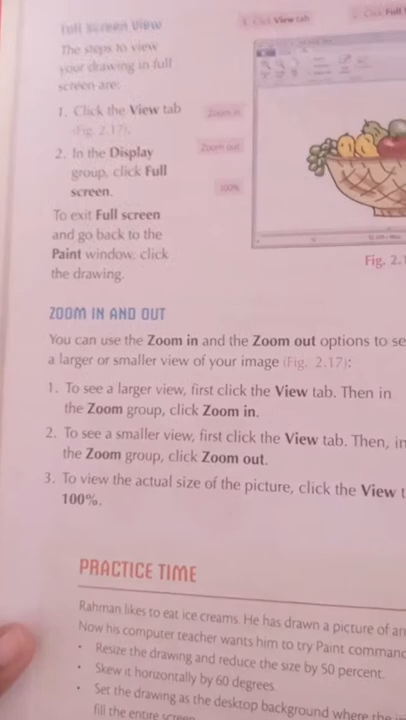 Full Screen View
The steps to view
your drawing in full
screen are:
1. Click the View tab
(Fig. 2.17).
2. In the Display
group, click Full
screen.
To exit Full screen
and go back to the
Paint window, click
the drawing.
Click View tab
Click Full
Zoom in
Zoom out
100%
Fig. 2.1
ZOOM IN AND OUT
You can use the Zoom in and the Zoom out options to se
a larger or smaller view of your image (Fig. 2.17):
1. To see a larger view, first click the View tab. Then in
the Zoom group, click Zoom in.
2. To see a smaller view, first click the View tab. Then, in
the Zoom group, click Zoom out.
3. To view the actual size of the picture, click the View t
100%.
PRACTICE TIME
Rahman likes to eat ice creams. He has drawn a picture of an
Now his computer teacher wants him to try Paint comman
• Resize the drawing and reduce the size by 50 percent.
• Skew it horizontally by 60 degrees.
• Set the drawing as the desktop background where the
fill the entire screen